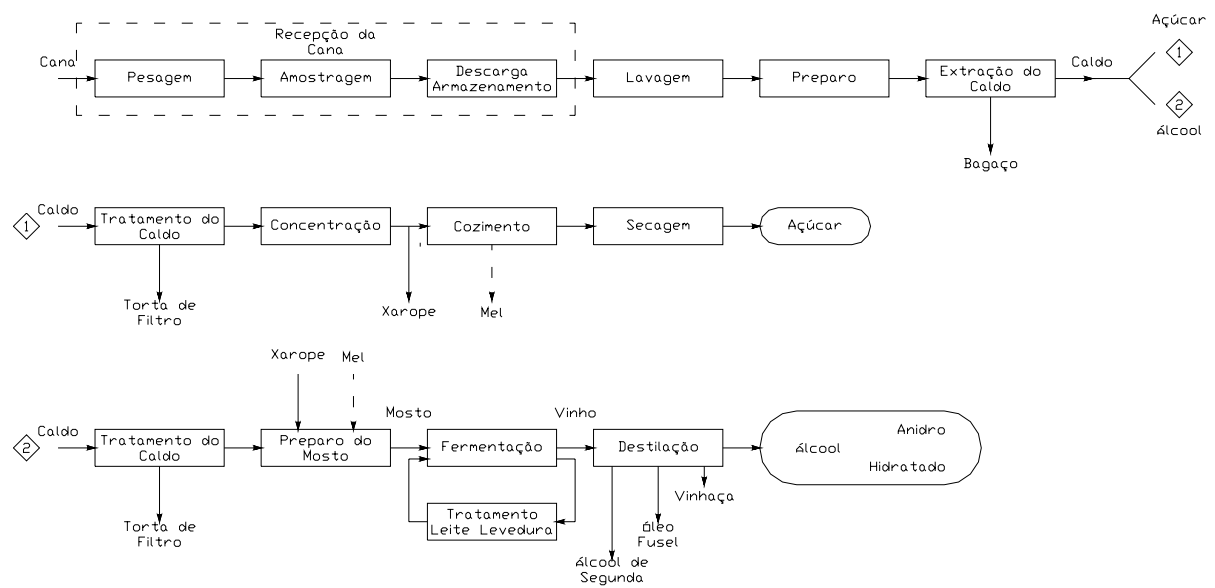 Açúcar
Recepção da
Cana
Cana
Pesagem
Amostragem
Descarga
Armazenamento
Lavagem
Preparo
Extração do
Caldo
Caldo
1
2
Álcool
Bagaço
1
Caldo
Tratamento do
Caldo
Concentração
Cozimento
Secagem
Açúcar
Torta de
Filtro
Xarope
Mel
Xarope
Mel
2
Caldo
Tratamento do
Caldo
Preparo do
Mosto
Mosto
Fermentação
Vinho
Destilação
Álcool
Anidro
Hidratado
Tratamento
Leite Levedura
Vinhaça
Torta de
Filtro
Óleo
Fusel
Álcool de
Segunda